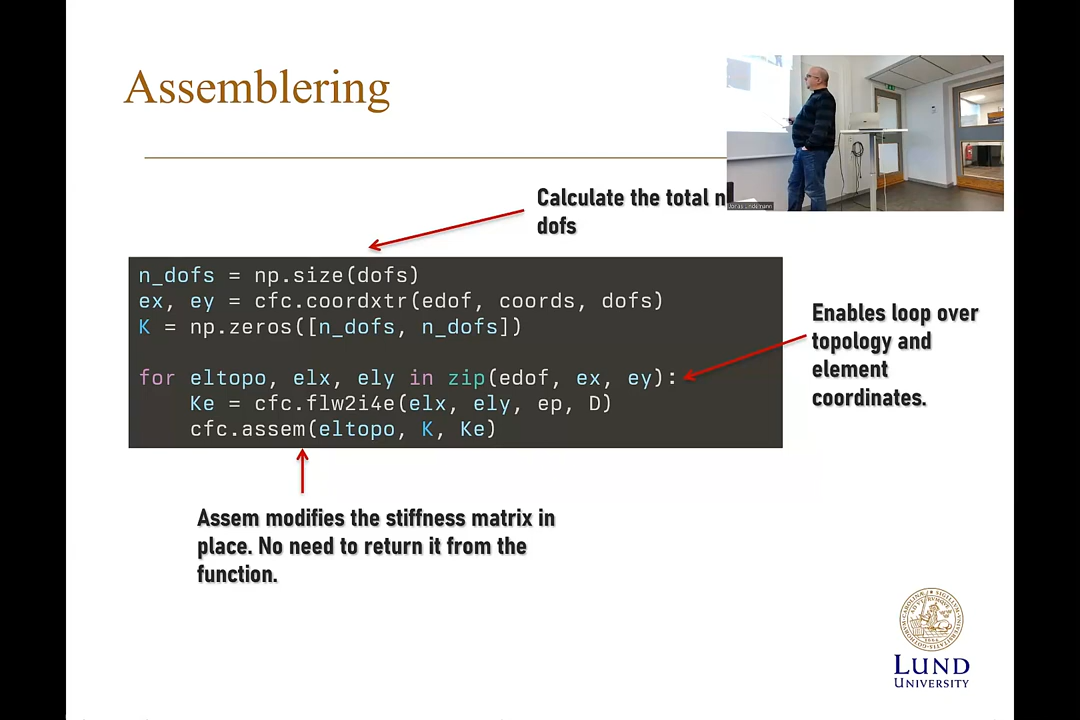 Assemblering
Calculate the total n
dofs
Jonas Lindemann
n_dofs = np.size(dofs)
ex, ey = cfc.coordxtr(edof, coords, dofs)
K = np.zeros([n_dofs, n_dofs])
for eltopo, elx, ely in zip(edof, ex, ey):
Ke = cfc.flw2i4e(elx, ely, ep, D)
cfc.assem(eltopo, K, Ke)
Enables loop over
topology and
element
coordinates.
Assem modifies the stiffness matrix in
place. No need to return it from the
function.
LUND
UNIVERSITY